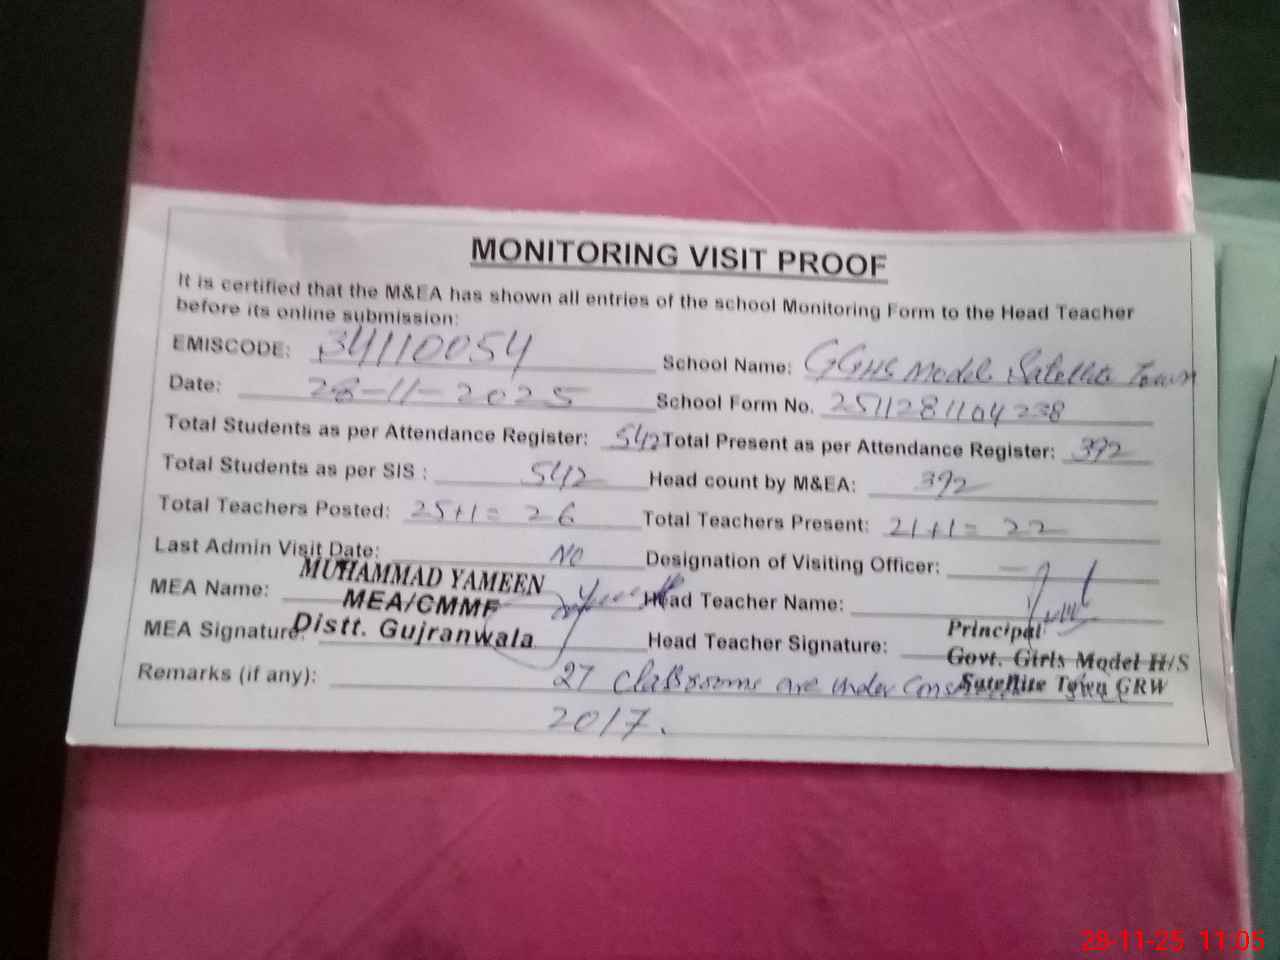 MONITORING VISIT PROOF
It is certified that the M&EA has shown all entries of the school Monitoring Form to the Head Teacher
before its online submission:
EMISCODE: 34110054 School Name: GGHS Model Satellite Town
Date: 28-11-2025 School Form No. 2511281104238
Total Students as per Attendance Register: 542 Total Present as per Attendance Register: 392
Total Students as per SIS : 542 Head count by M&EA: 392
Total Teachers Posted: 25+1= 26 Total Teachers Present: 21+1= 22
Last Admin Visit Date: NO Designation of Visiting Officer: —
MEA Name: MUHAMMAD YAMEEN Head Teacher Name:
MEA/CMMF
MEA Signature: Distt. Gujranwala Head Teacher Signature: Principal
Govt. Girls Model H/S
Satellite Town GRW
Remarks (if any): 27 classrooms are under
2017.
29-11-25 11:05